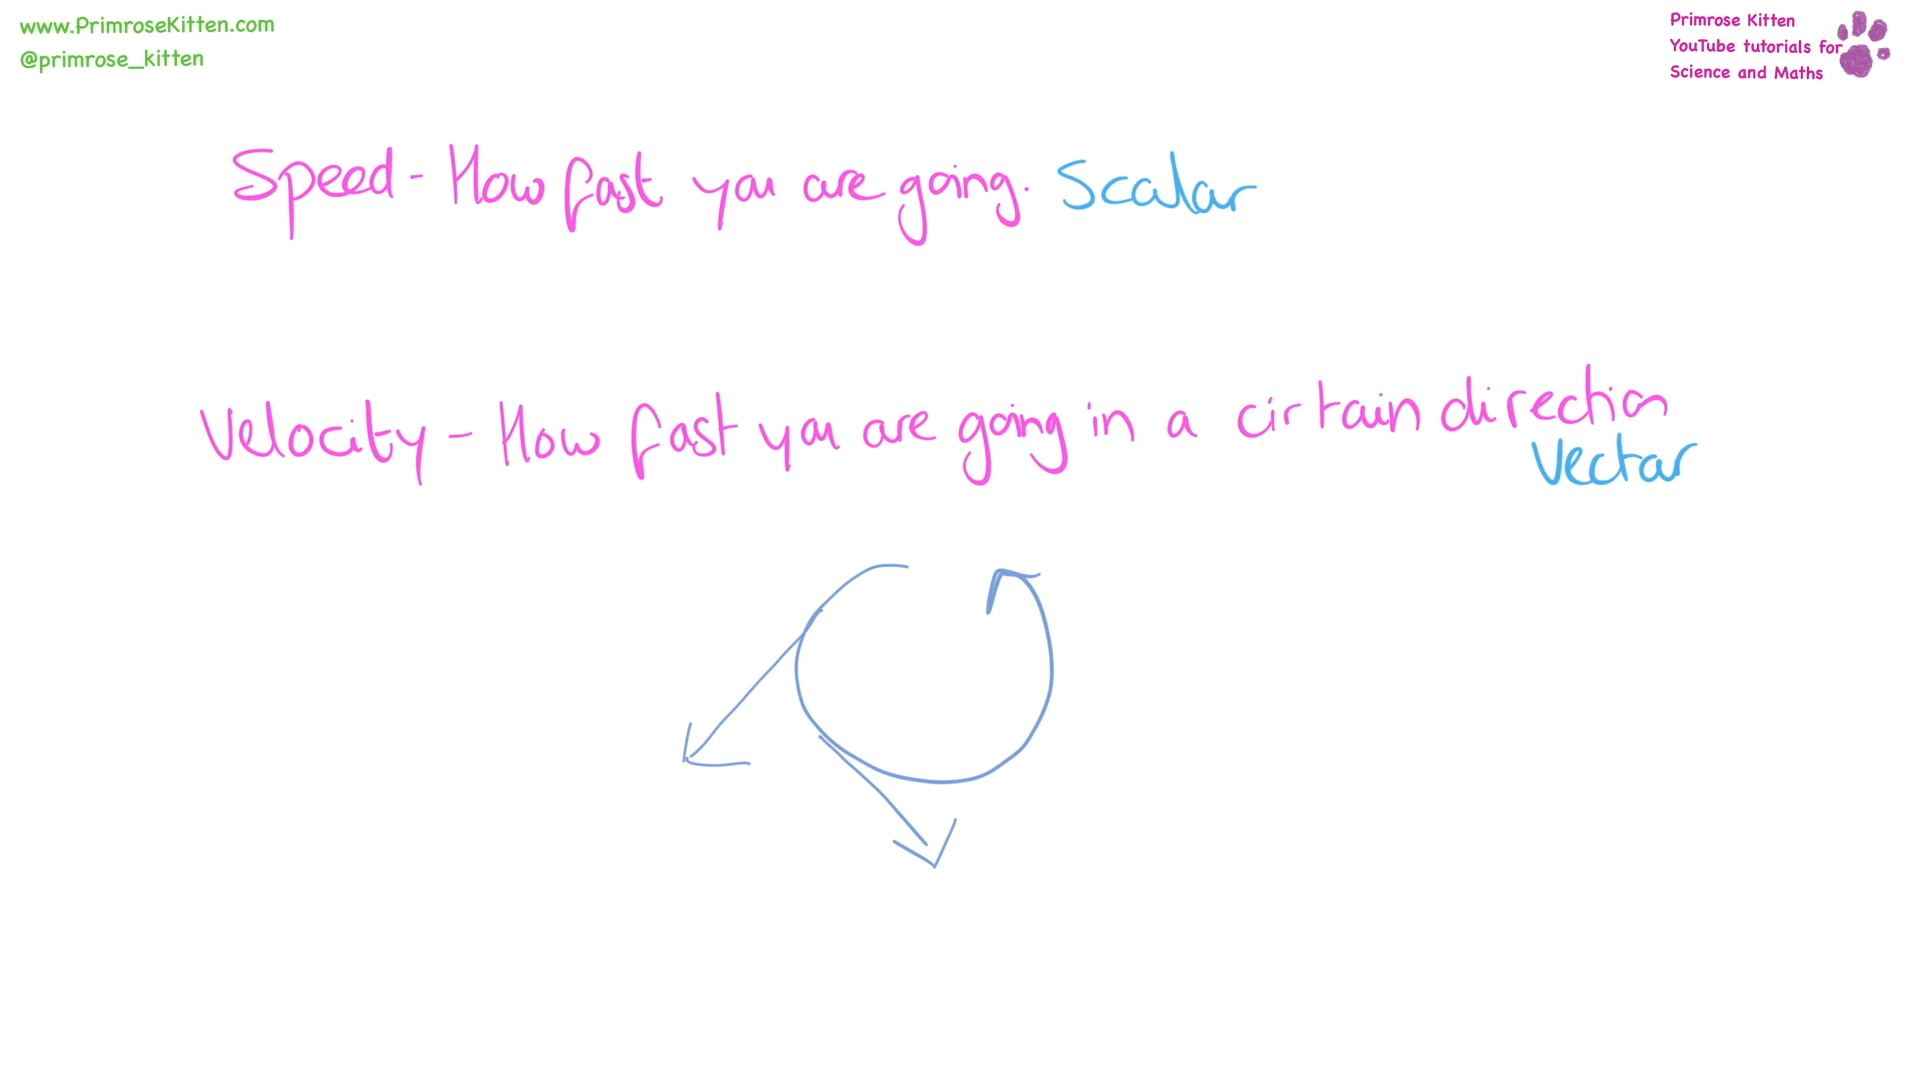 www.PrimroseKitten.com
@primrose_kitten
Primrose Kitten
YouTube tutorials for
Science and Maths
Speed - How fast you are going. Scalar
Velocity - How fast you are going in a cirtain direction
Vector